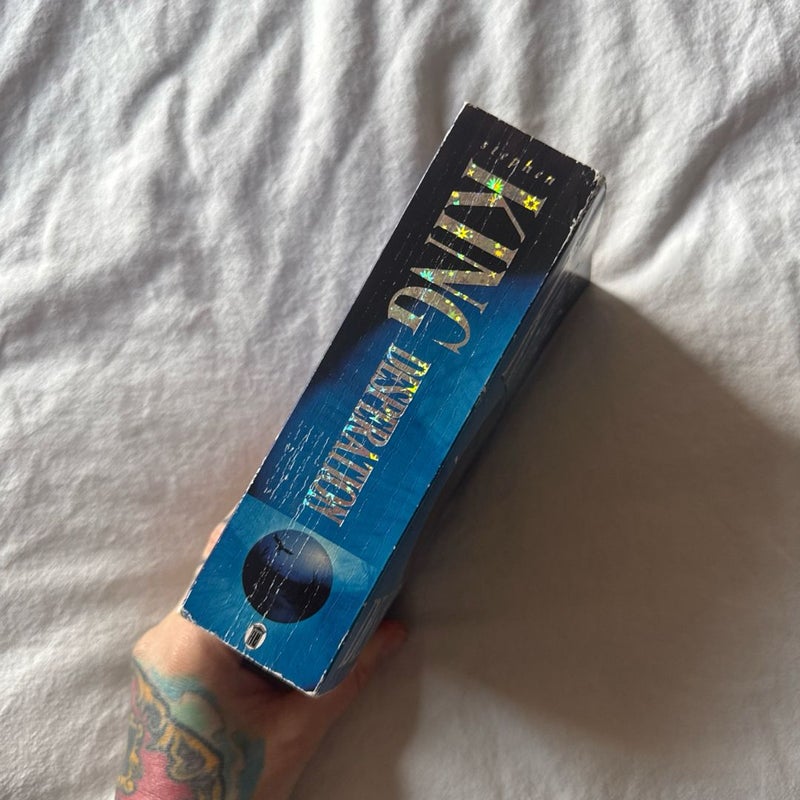 stephen
KING
DESPERATION